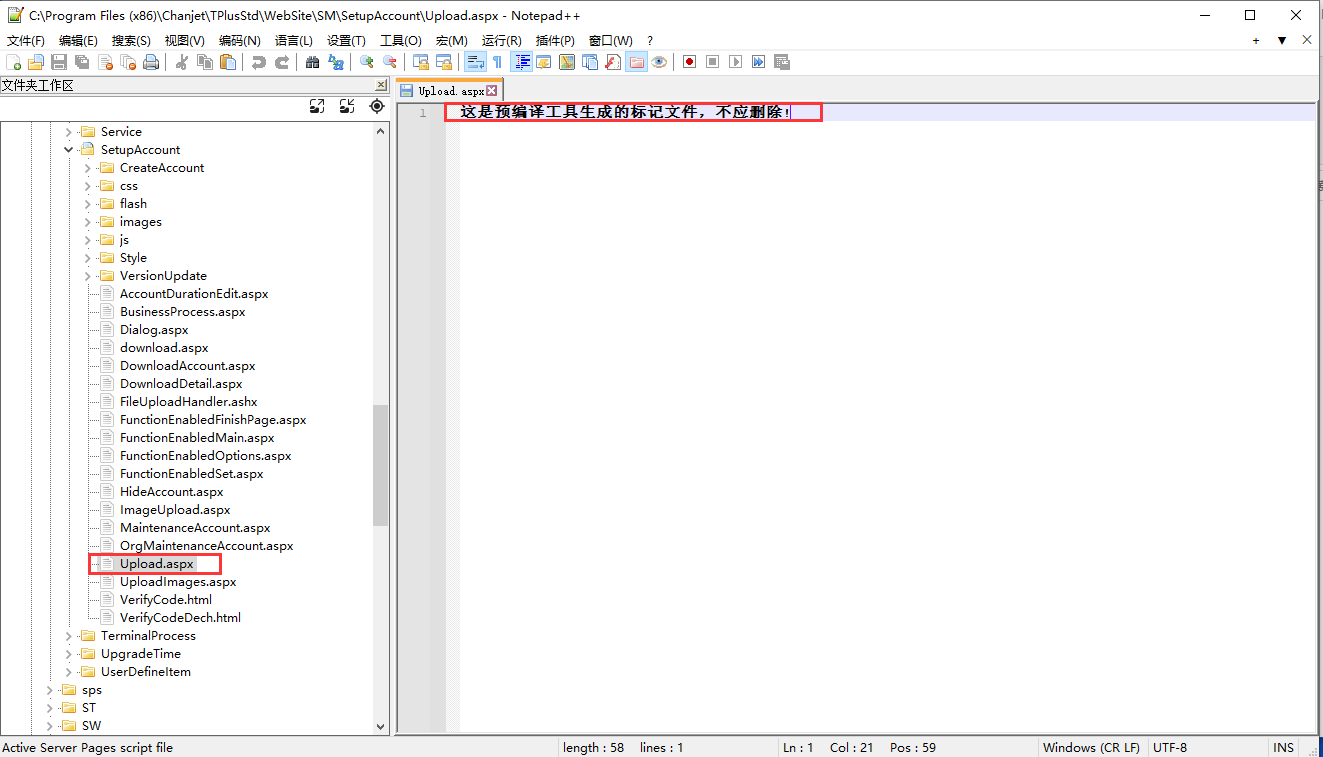 C:\Program Files (x86)\Chanjet\TPlusStd\WebSite\SM\SetupAccount\Upload.aspx - Notepad++
文件(F) 编辑(E) 搜索(S) 视图(V) 编码(N) 语言(L) 设置(T) 工具(O) 宏(M) 运行(R) 插件(P) 窗口(W) ?
文件夹工作区
Upload.aspx
1 这是预编译工具生成的标记文件，不应删除!
Service
SetupAccount
CreateAccount
css
flash
images
js
Style
VersionUpdate
AccountDurationEdit.aspx
BusinessProcess.aspx
Dialog.aspx
download.aspx
DownloadAccount.aspx
DownloadDetail.aspx
FileUploadHandler.ashx
FunctionEnabledFinishPage.aspx
FunctionEnabledMain.aspx
FunctionEnabledOptions.aspx
FunctionEnabledSet.aspx
HideAccount.aspx
ImageUpload.aspx
MaintenanceAccount.aspx
OrgMaintenanceAccount.aspx
Upload.aspx
UploadImages.aspx
VerifyCode.html
VerifyCodeDech.html
TerminalProcess
UpgradeTime
UserDefineItem
sps
ST
SW
Active Server Pages script file length : 58 lines : 1 Ln : 1 Col : 21 Pos : 59 Windows (CR LF) UTF-8 INS